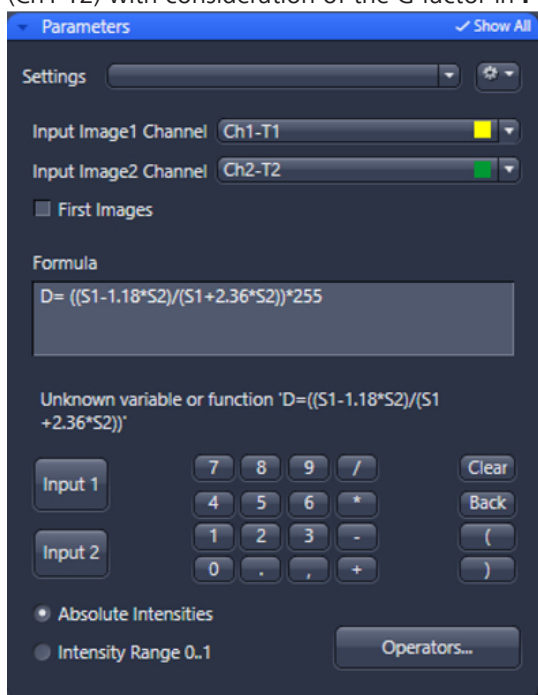 Parameters Show All
Settings
Input Image1 Channel Ch1-T1
Input Image2 Channel Ch2-T2
First Images
Formula
D= ((S1-1.18*S2)/(S1+2.36*S2))*255
Unknown variable or function 'D=((S1-1.18*S2)/(S1
+2.36*S2))'
Input 1 7 8 9 / Clear
4 5 6 * Back
Input 2 1 2 3 - (
0 . , + )
Absolute Intensities
Intensity Range 0..1 Operators...